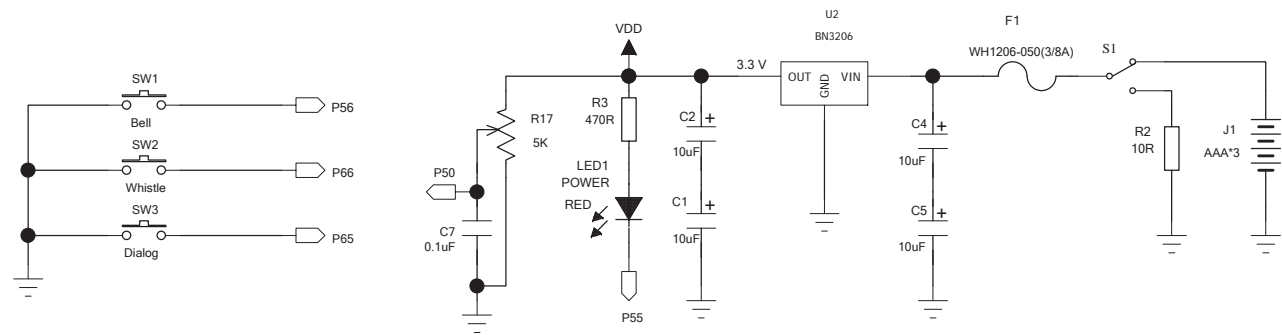 SW1
Bell
P56
SW2
Whistle
P66
SW3
Dialog
P65
VDD
R17
5K
P50
C7
0.1uF
R3
470R
LED1
POWER
RED
P55
C2
+
10uF
C1
+
10uF
3.3 V
U2
BN3206
OUT
GND
VIN
C4
+
10uF
C5
+
10uF
F1
WH1206-050(3/8A)
S1
R2
10R
J1
AAA*3